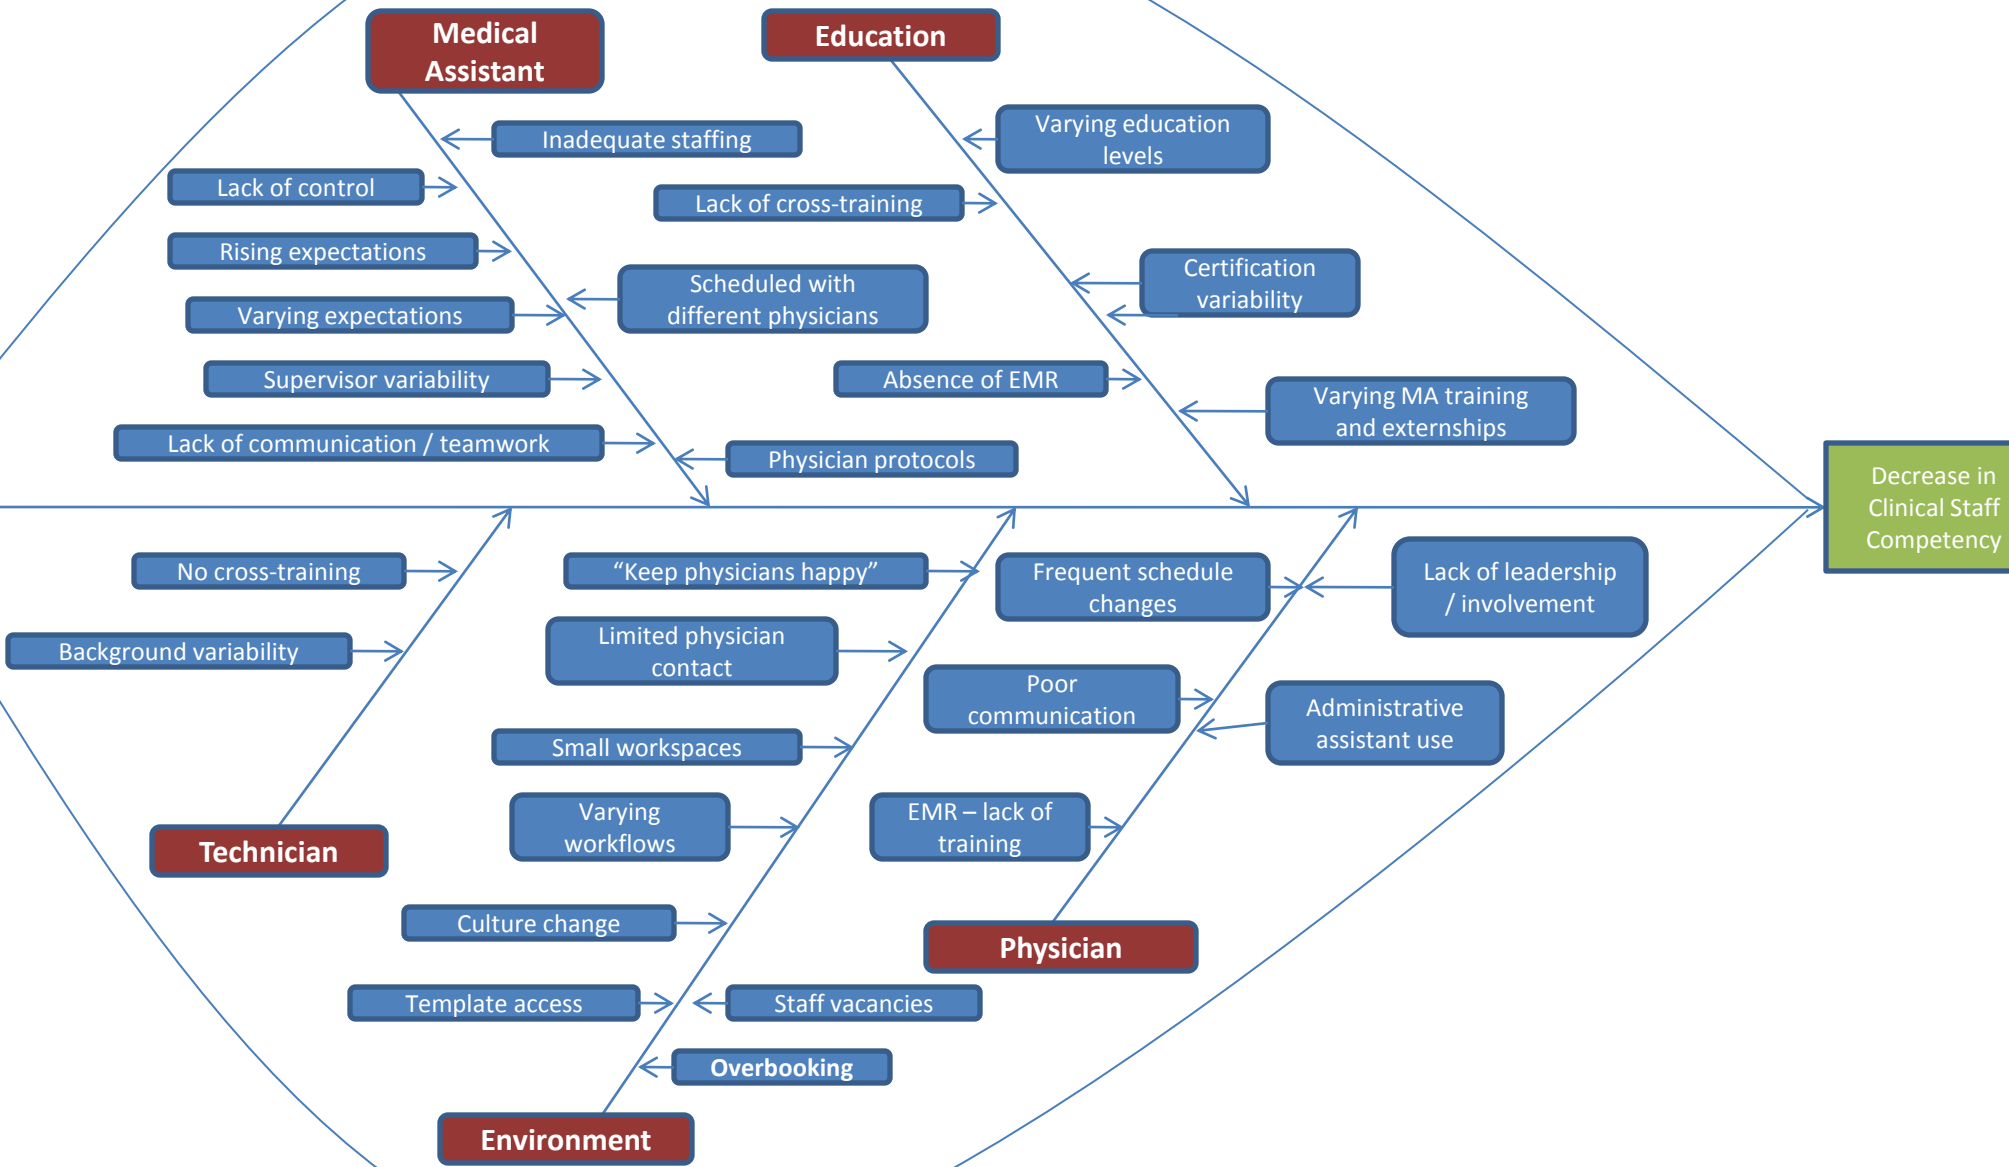 Medical
Assistant
Education
Inadequate staffing
Varying education
levels
Lack of control
Lack of cross-training
Rising expectations
Scheduled with
different physicians
Certification
variability
Varying expectations
Supervisor variability
Absence of EMR
Varying MA training
and externships
Lack of communication / teamwork
Physician protocols
Decrease in
Clinical Staff
Competency
No cross-training
“Keep physicians happy”
Frequent schedule
changes
Lack of leadership
/ involvement
Background variability
Limited physician
contact
Poor
communication
Administrative
assistant use
Small workspaces
Varying
workflows
EMR – lack of
training
Technician
Culture change
Physician
Template access
Staff vacancies
Overbooking
Environment